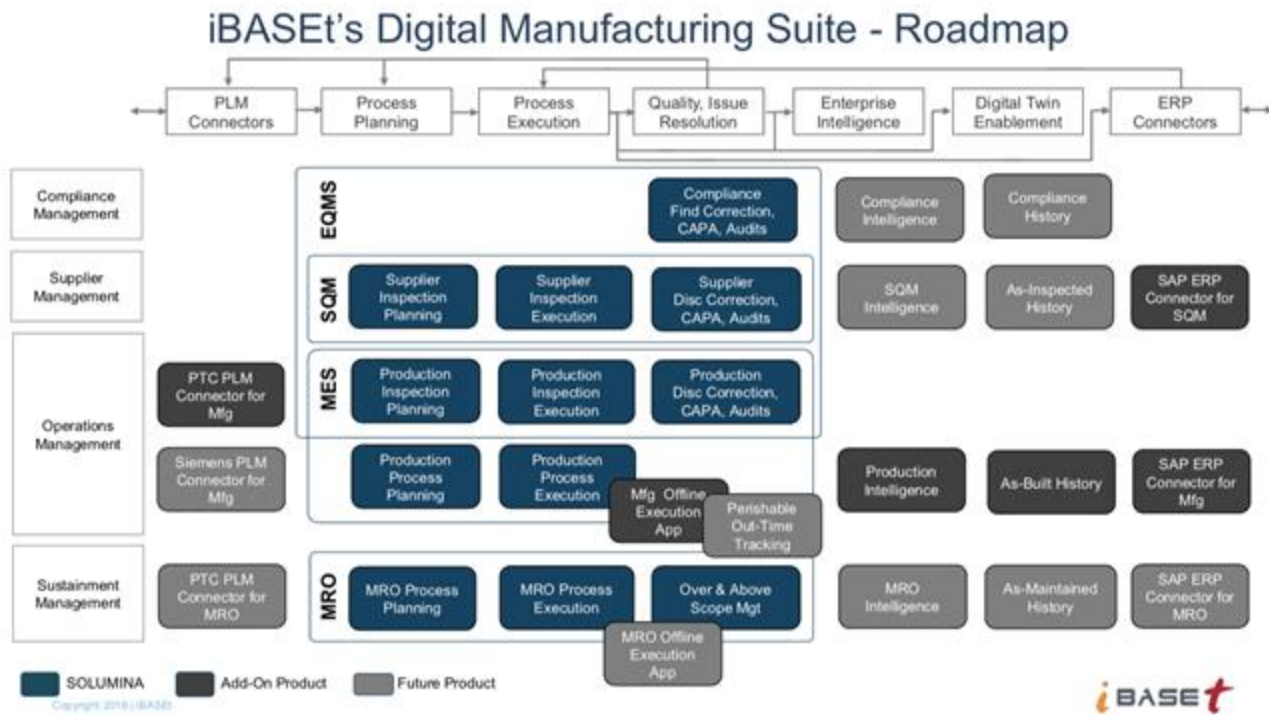 iBASEt's Digital Manufacturing Suite - Roadmap
PLM
Connectors
Process
Planning
Process
Execution
Quality, Issue
Resolution
Enterprise
Intelligence
Digital Twin
Enablement
ERP
Connectors
Compliance
Management
EQMS
Compliance
Find Correction,
CAPA, Audits
Compliance
Intelligence
Compliance
History
Supplier
Management
SQM
Supplier
Inspection
Planning
Supplier
Inspection
Execution
Supplier
Disc Correction,
CAPA, Audits
SQM
Intelligence
As-Inspected
History
SAP ERP
Connector for
SQM
Operations
Management
PTC PLM
Connector for
Mfg
MES
Production
Inspection
Planning
Production
Inspection
Execution
Production
Disc Correction,
CAPA, Audits
Siemens PLM
Connector for
Mfg
Production
Process
Planning
Production
Process
Execution
Mfg Offline
Execution
App
Perishable
Out-Time
Tracking
Production
Intelligence
As-Built History
SAP ERP
Connector for
Mfg
Sustainment
Management
PTC PLM
Connector for
MRO
MRO
MRO Process
Planning
MRO Process
Execution
Over & Above
Scope Mgt
MRO Offline
Execution
App
MRO
Intelligence
As-Maintained
History
SAP ERP
Connector for
MRO
SOLUMINA
Add-On Product
Future Product
Copyright 2018 | iBASEt
iBASEt